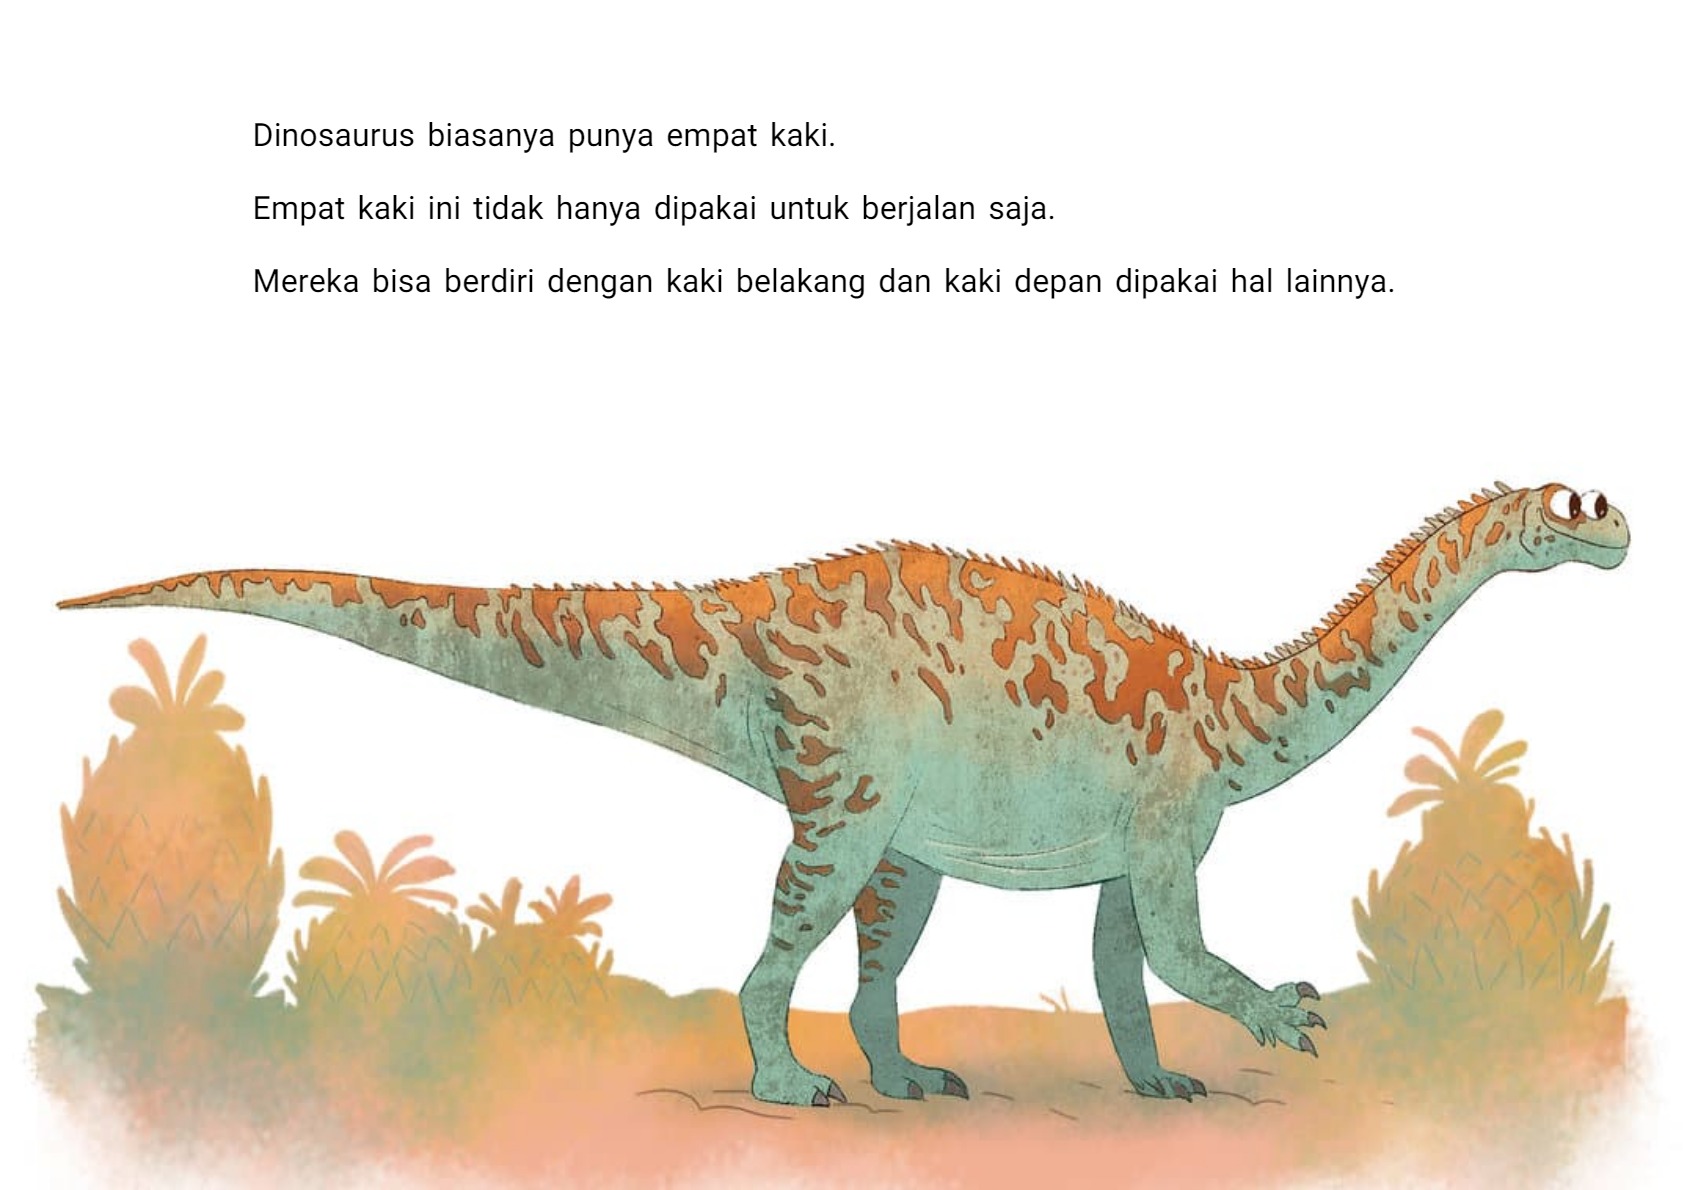 Dinosaurus biasanya punya empat kaki.
Empat kaki ini tidak hanya dipakai untuk berjalan saja.
Mereka bisa berdiri dengan kaki belakang dan kaki depan dipakai hal lainnya.